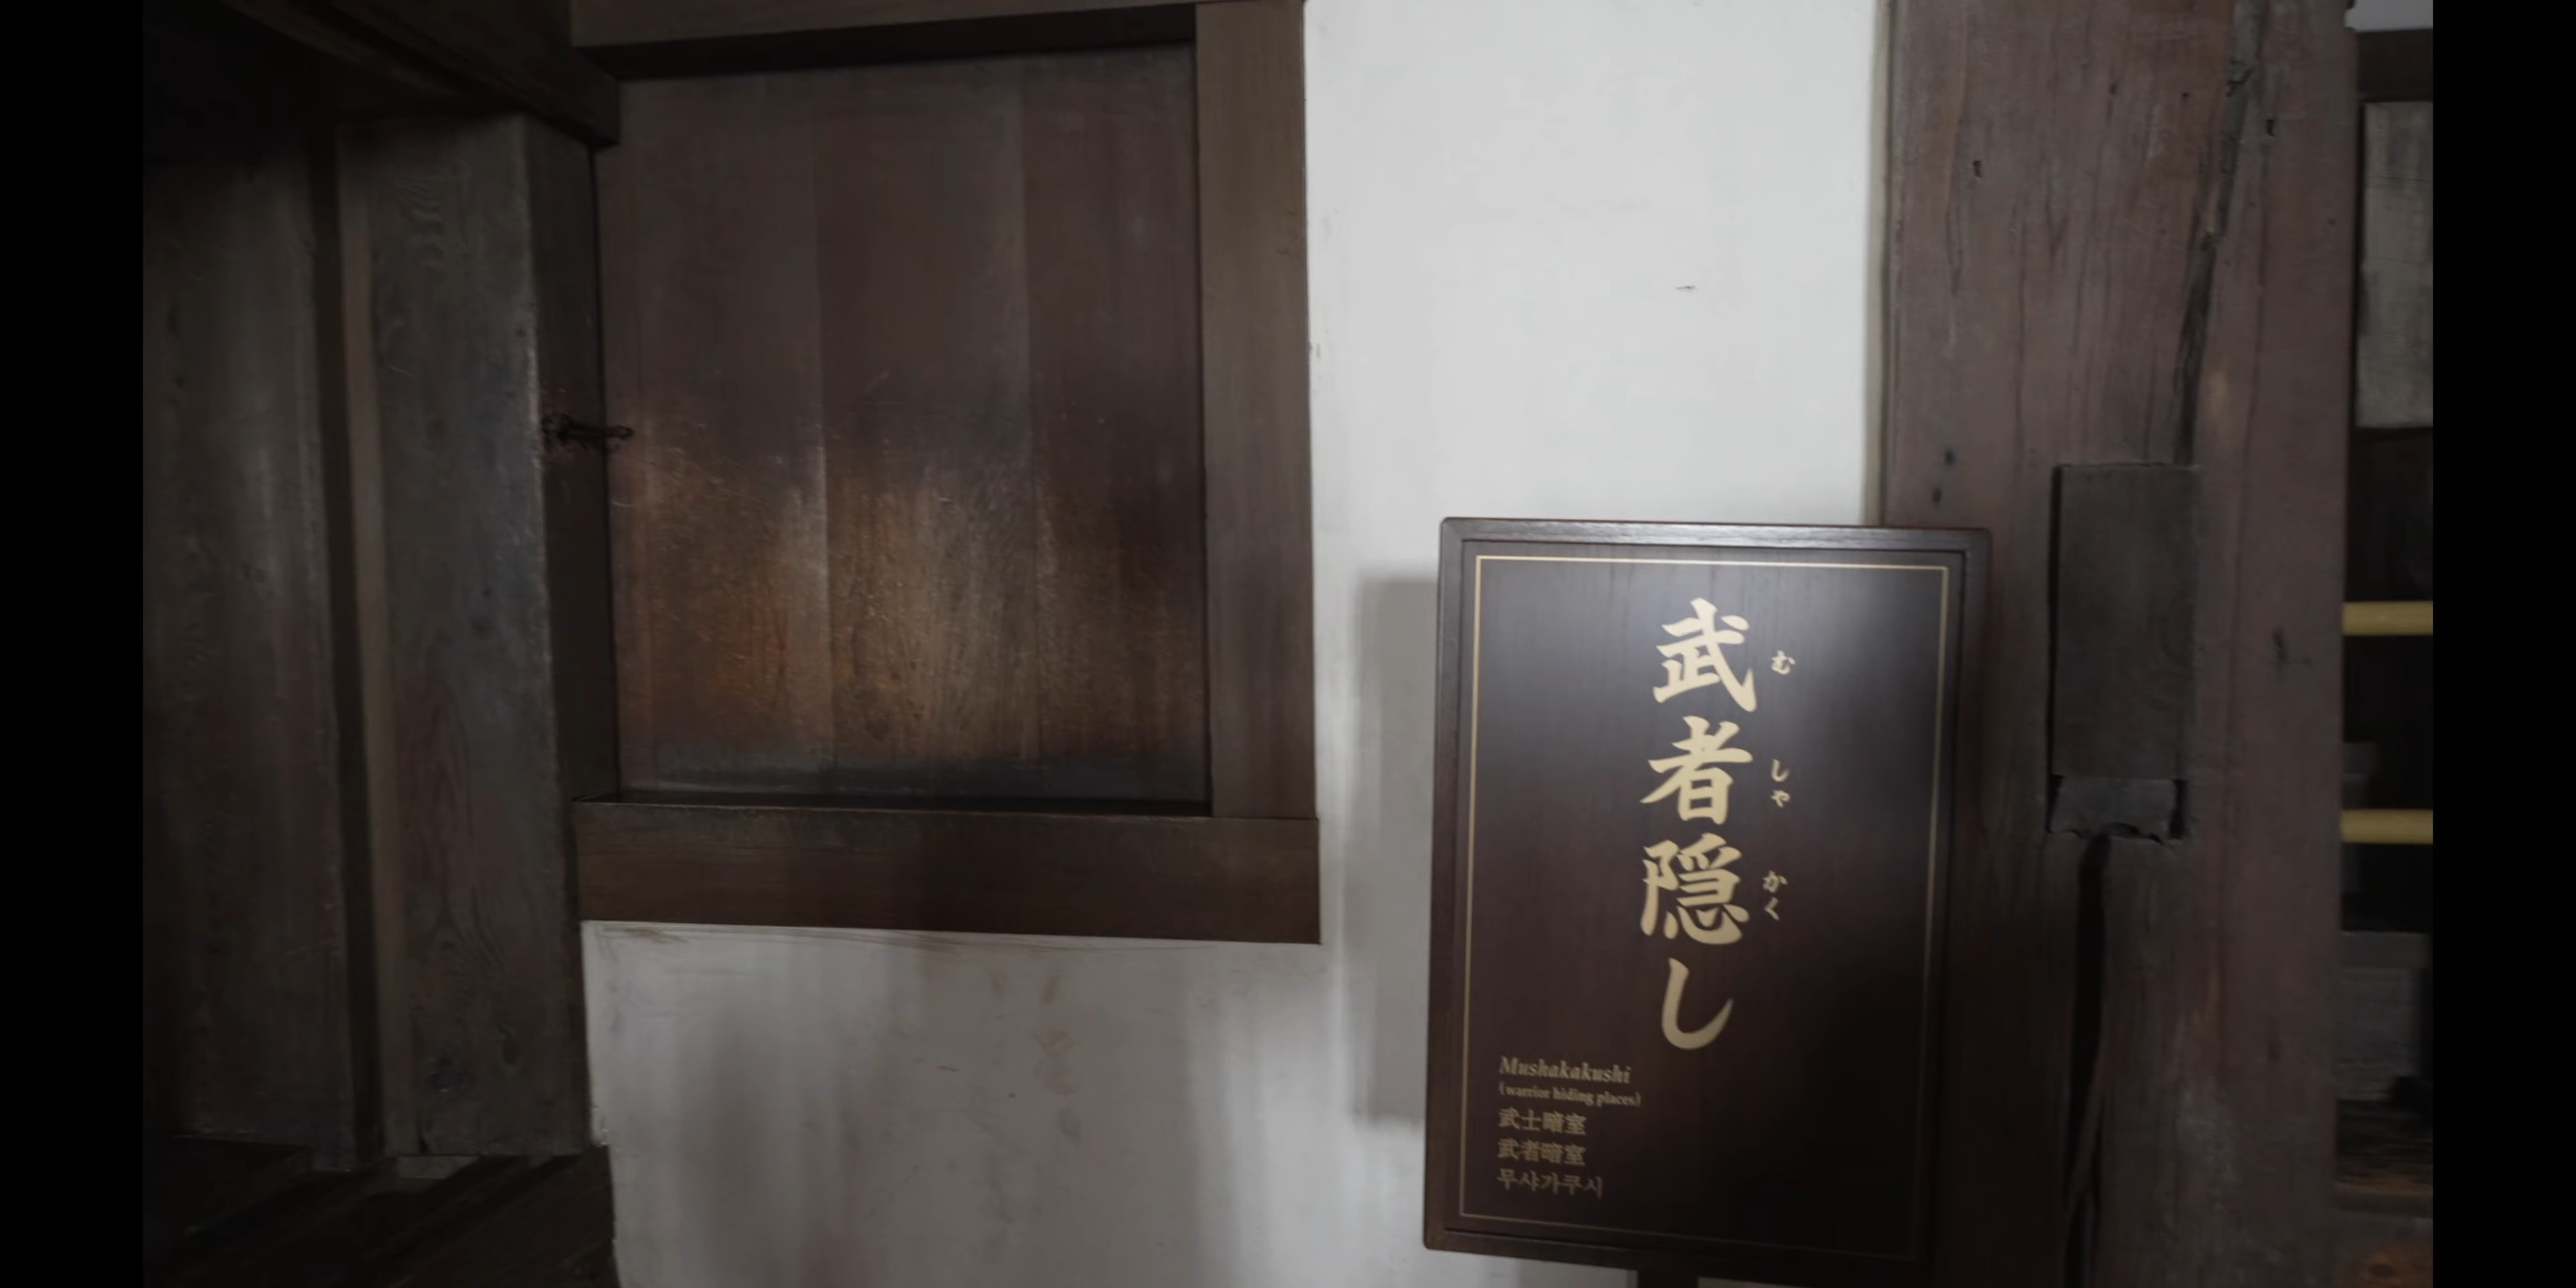 武者隠し
むしゃかく
Mushakakushi
(warrior hiding places)
武士暗室
武者暗室
무샤가쿠시